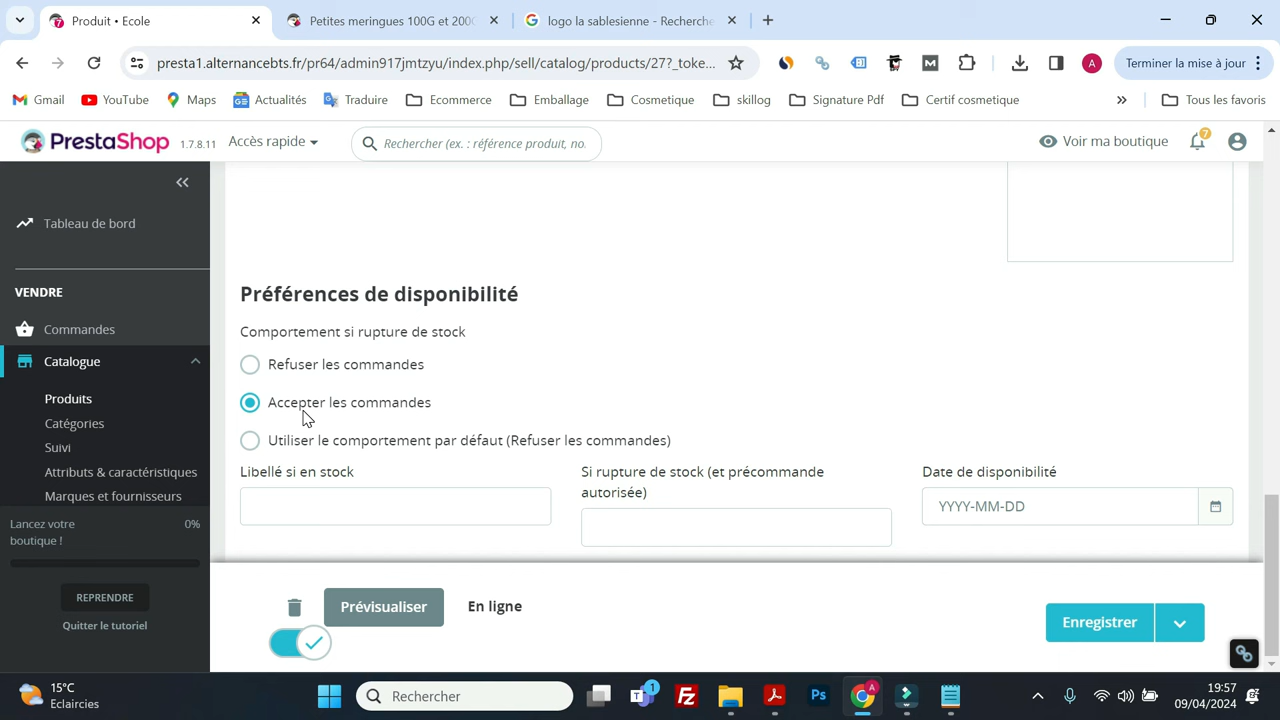 Produit • Ecole
Petites meringues 100G et 200G
logo la sablesienne - Recherche
presta1.alternancebts.fr/pr64/admin917jmtzyu/index.php/sell/catalog/products/27?_toke...
A
Terminer la mise à jour
Gmail
YouTube
Maps
Actualités
Traduire
Ecommerce
Emballage
Cosmetique
skillog
Signature Pdf
Certif cosmetique
»
Tous les favoris
PrestaShop
1.7.8.11
Accès rapide
Rechercher (ex. : référence produit, no.
Voir ma boutique
7
Tableau de bord
VENDRE
Commandes
Catalogue
Produits
Catégories
Suivi
Attributs & caractéristiques
Marques et fournisseurs
Lancez votre boutique !
0%
REPRENDRE
Quitter le tutoriel
Préférences de disponibilité
Comportement si rupture de stock
Refuser les commandes
Accepter les commandes
Utiliser le comportement par défaut (Refuser les commandes)
Libellé si en stock
Si rupture de stock (et précommande
autorisée)
Date de disponibilité
YYYY-MM-DD
Prévisualiser
En ligne
Enregistrer
15°C
Eclaircies
Rechercher
1
A
19:57
09/04/2024